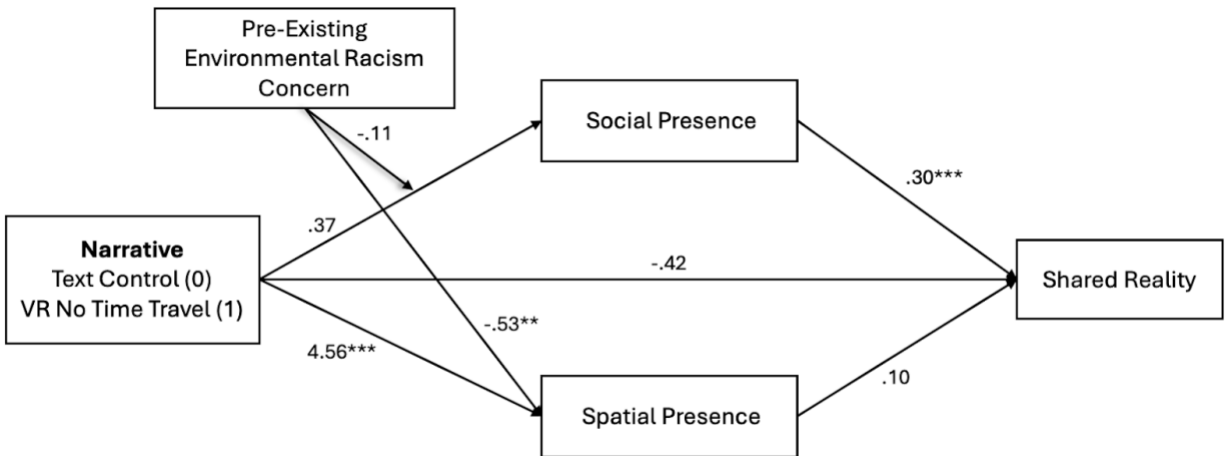 Pre-Existing
Environmental Racism
Concern
-.11
Social Presence
.30***
.37
Narrative
Text Control (0)
VR No Time Travel (1)
-.42
Shared Reality
-.53**
4.56***
.10
Spatial Presence